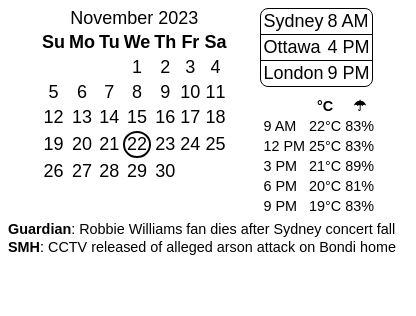 November 2023
Su Mo Tu We Th Fr Sa
1 2 3 4
5 6 7 8 9 10 11
12 13 14 15 16 17 18
19 20 21 22 23 24 25
26 27 28 29 30
Sydney 8 AM
Ottawa 4 PM
London 9 PM
°C ☂
9 AM 22°C 83%
12 PM 25°C 83%
3 PM 21°C 89%
6 PM 20°C 81%
9 PM 19°C 83%
Guardian: Robbie Williams fan dies after Sydney concert fall
SMH: CCTV released of alleged arson attack on Bondi home